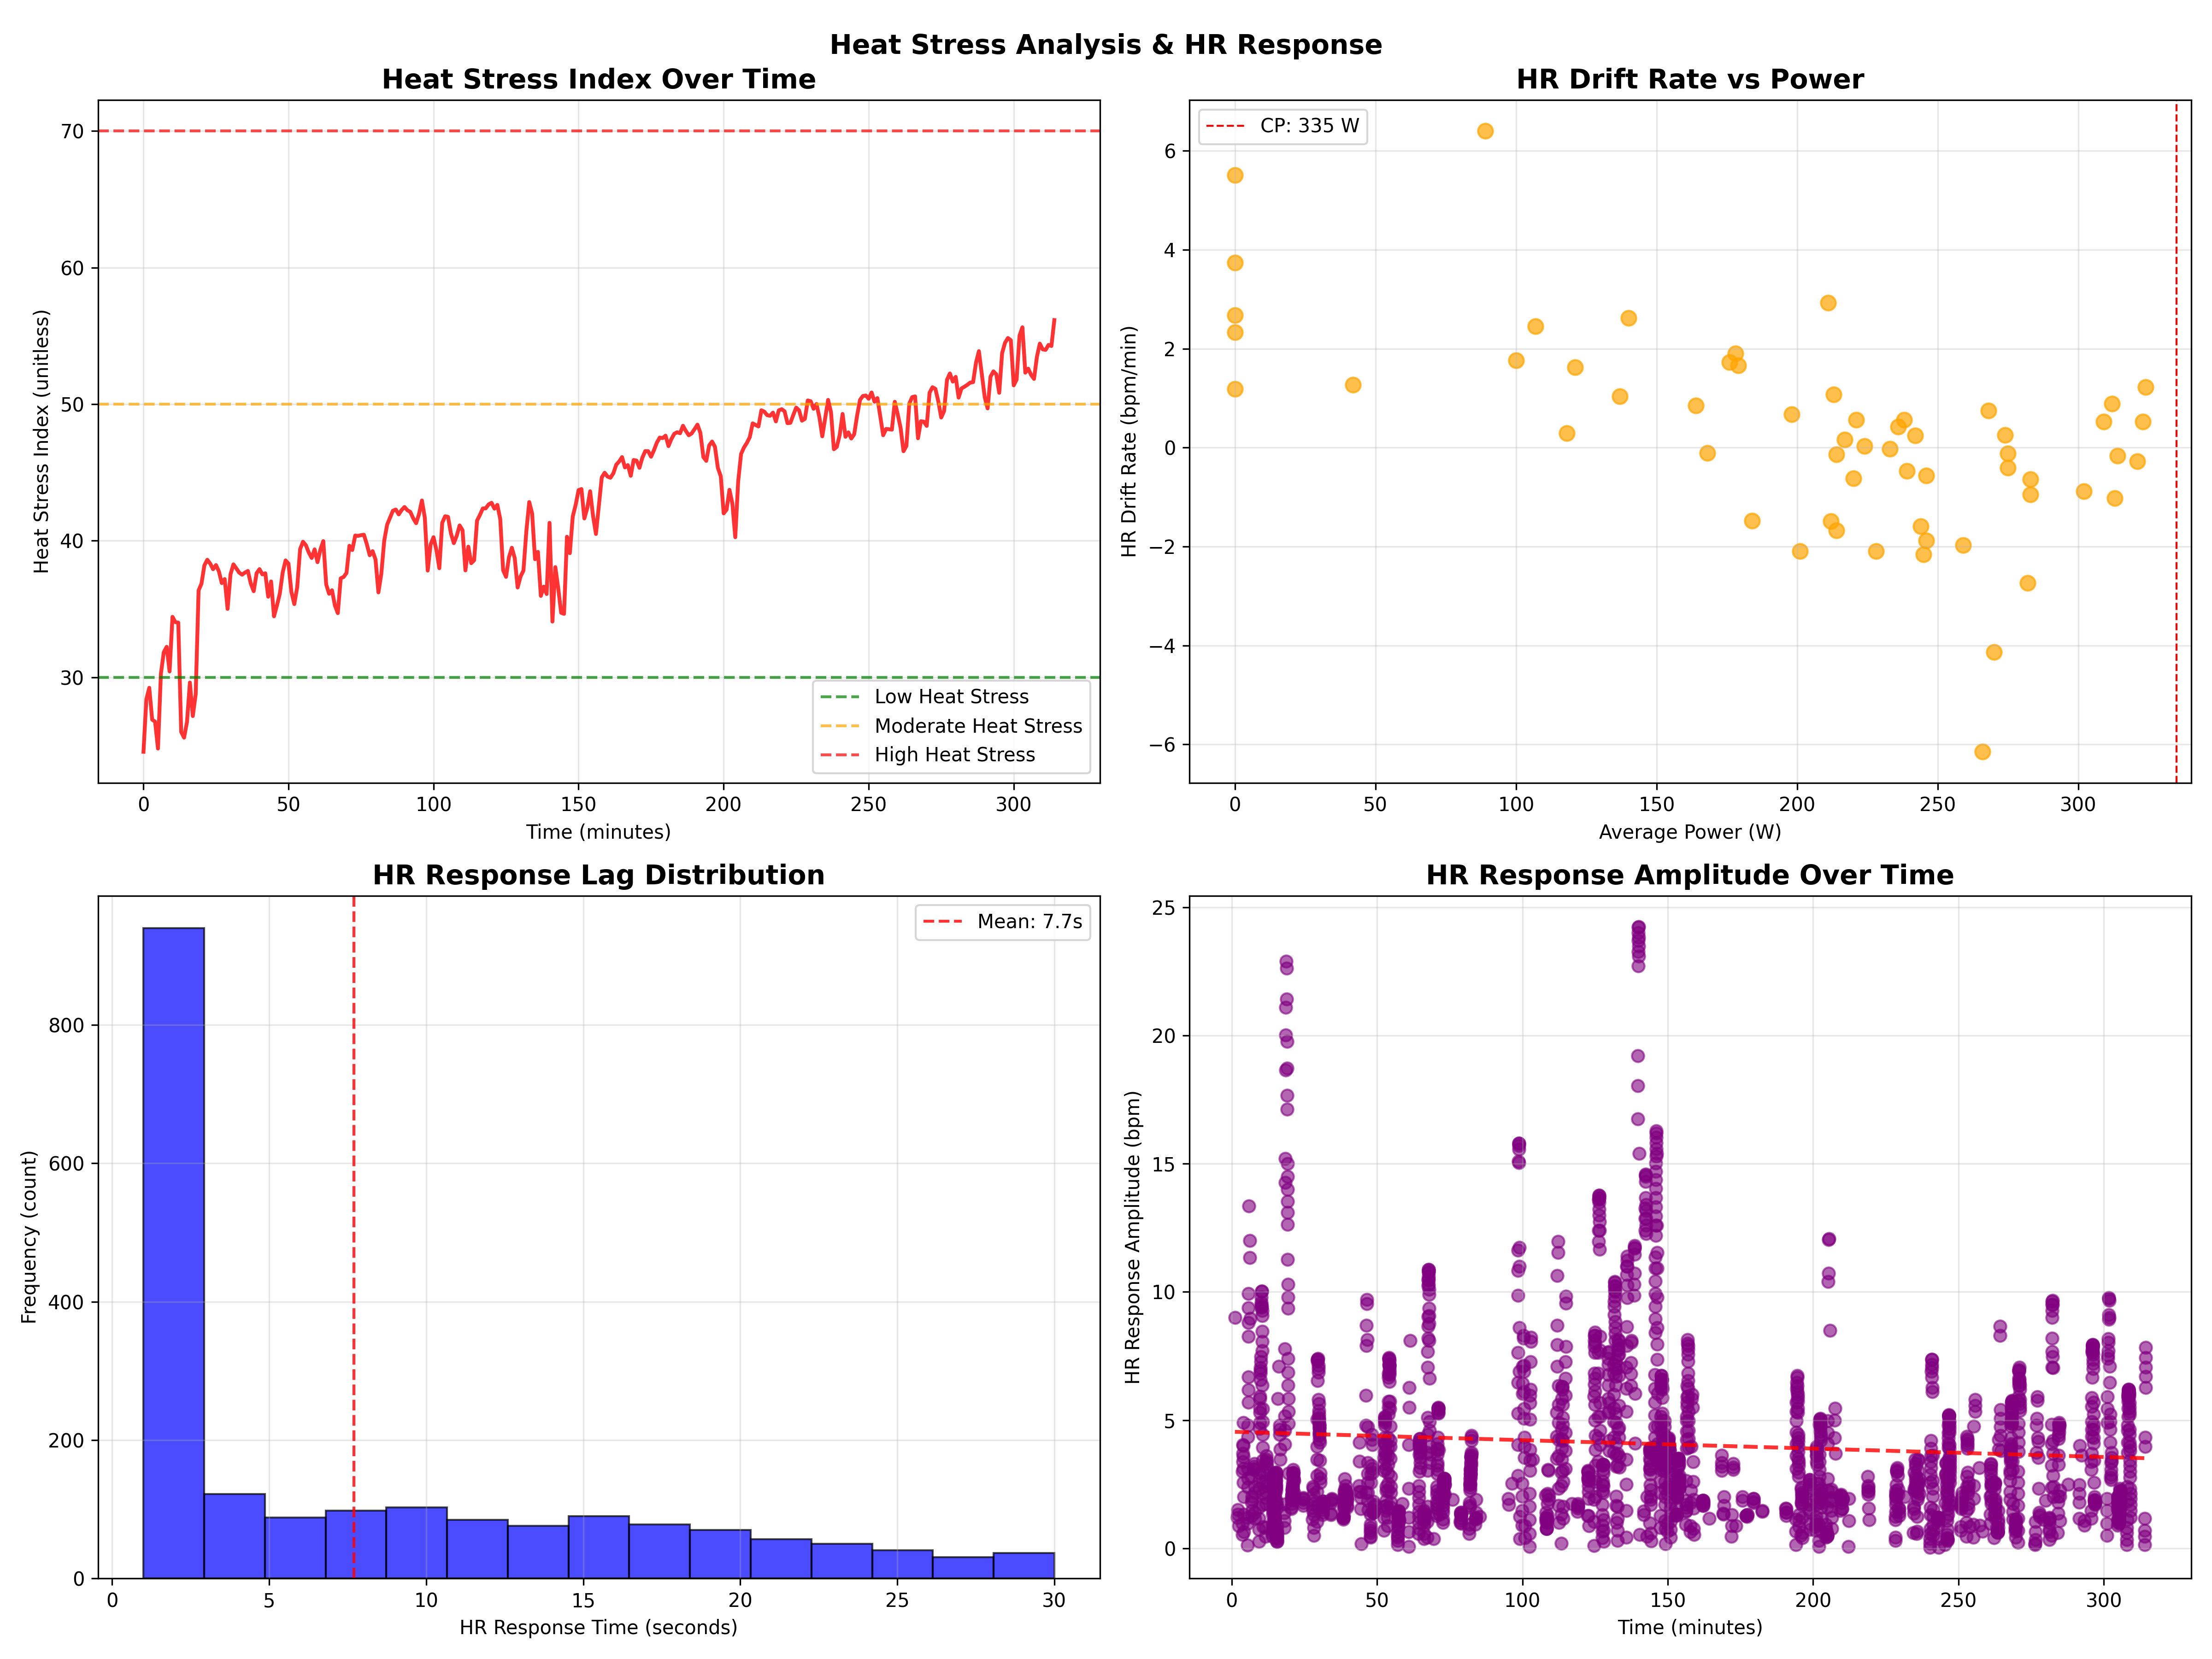 Heat Stress Analysis & HR Response
Heat Stress Index Over Time
70
60
50
40
30
Heat Stress Index (unitless)
0 50 100 150 200 250 300
Time (minutes)
Low Heat Stress
Moderate Heat Stress
High Heat Stress
HR Drift Rate vs Power
CP: 335 W
6
4
2
0
−2
−4
−6
HR Drift Rate (bpm/min)
0 50 100 150 200 250 300
Average Power (W)
HR Response Lag Distribution
Mean: 7.7s
800
600
400
200
0
Frequency (count)
0 5 10 15 20 25 30
HR Response Time (seconds)
HR Response Amplitude Over Time
25
20
15
10
5
0
HR Response Amplitude (bpm)
0 50 100 150 200 250 300
Time (minutes)